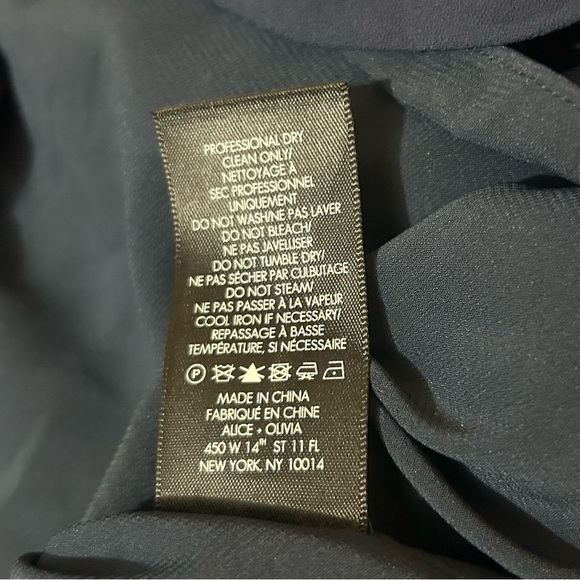 PROFESSIONAL DRY
CLEAN ONLY/
NETTOYAGE À
SEC PROFESSIONNEL
UNIQUEMENT
DO NOT WASH/NE PAS LAVER
DO NOT BLEACH/
NE PAS JAVELLISER
DO NOT TUMBLE DRY/
NE PAS SÉCHER PAR CULBUTAGE
DO NOT STEAM/
NE PAS PASSER À LA VAPEUR
COOL IRON IF NECESSARY/
REPASSAGE À BASSE
TEMPÉRATURE, SI NÉCESSAIRE
P
MADE IN CHINA
FABRIQUÉ EN CHINE
ALICE + OLIVIA
450 W 14TH ST 11 FL
NEW YORK, NY 10014